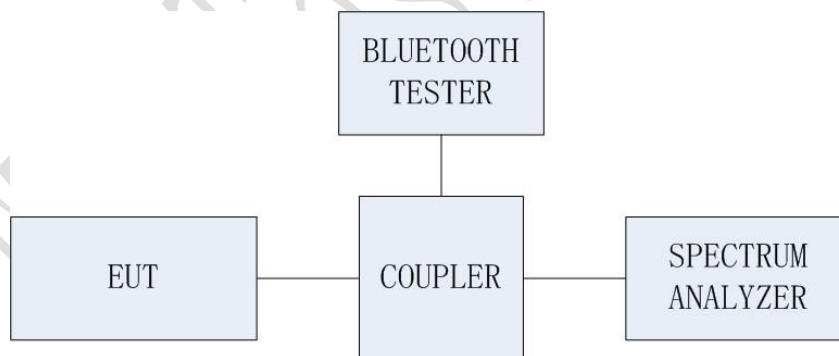 BLUETOOTH
TESTER
EUT
COUPLER
SPECTRUM
ANALYZER